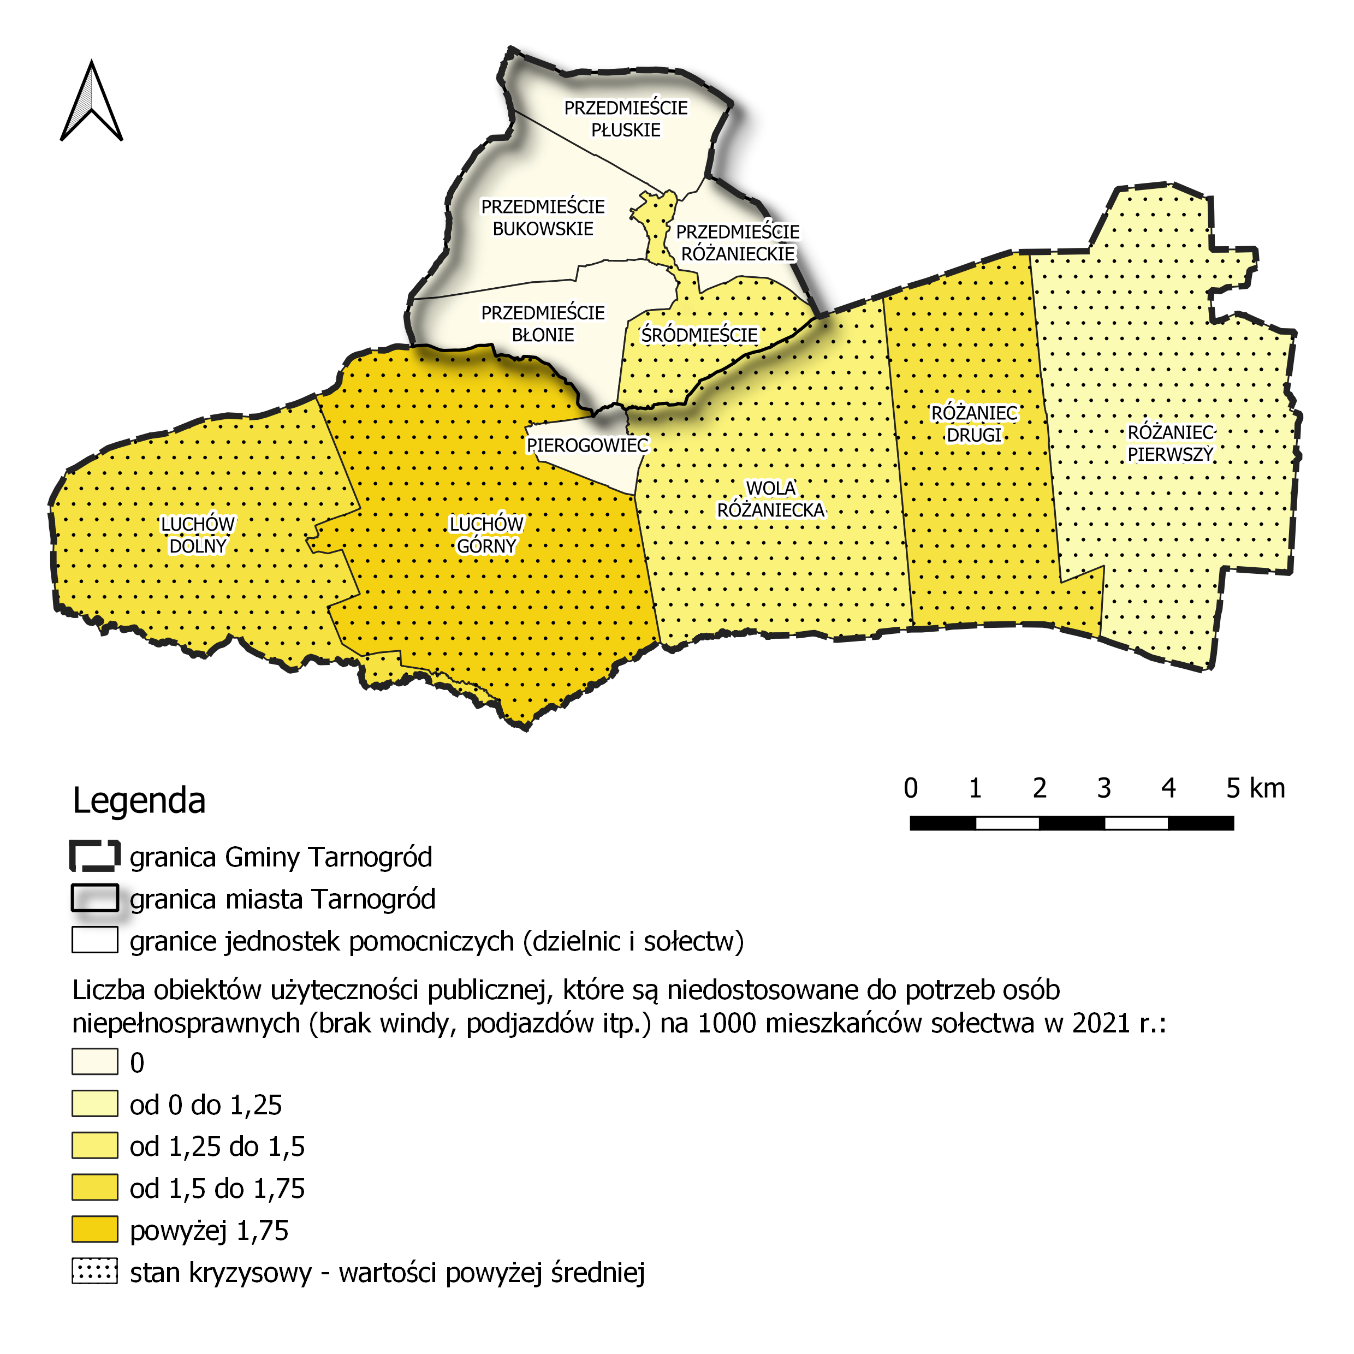 PRZEDMIEŚCIE
PŁUSKIE
PRZEDMIEŚCIE
BUKOWSKIE
PRZEDMIEŚCIE
RÓŻANIECKIE
PRZEDMIEŚCIE
BŁONIE
ŚRÓDMIEŚCIE
RÓŻANIEC
DRUGI
RÓŻANIEC
PIERWSZY
PIEROGOWIEC
WOLA
RÓŻANIECKA
LUCHÓW
DOLNY
LUCHÓW
GÓRNY
0 1 2 3 4 5 km
Legenda
granica Gminy Tarnogród
granica miasta Tarnogród
granice jednostek pomocniczych (dzielnic i sołectw)
Liczba obiektów użyteczności publicznej, które są niedostosowane do potrzeb osób
niepełnosprawnych (brak windy, podjazdów itp.) na 1000 mieszkańców sołectwa w 2021 r.:
0
od 0 do 1,25
od 1,25 do 1,5
od 1,5 do 1,75
powyżej 1,75
stan kryzysowy - wartości powyżej średniej